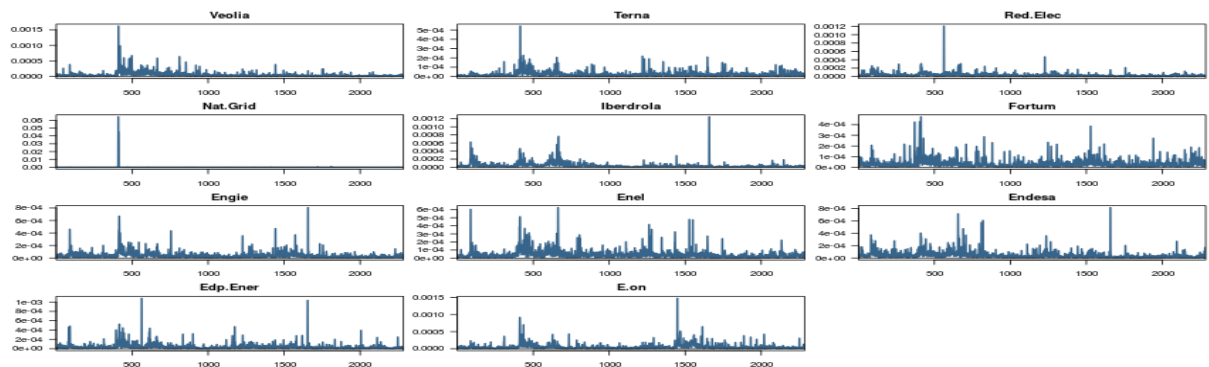 Veolia Terna Red.Elec
0.0015
0.0010
0.0005
0.0000
500 1000 1500 2000
5e-04
4e-04
3e-04
2e-04
1e-04
0e+00
500 1000 1500 2000
0.0012
0.0010
0.0008
0.0006
0.0004
0.0002
0.0000
500 1000 1500 2000
Nat.Grid Iberdrola Fortum
0.06
0.05
0.04
0.03
0.02
0.01
0.00
500 1000 1500 2000
0.0012
0.0010
0.0008
0.0006
0.0004
0.0002
0.0000
500 1000 1500 2000
4e-04
3e-04
2e-04
1e-04
0e+00
500 1000 1500 2000
Engie Enel Endesa
8e-04
6e-04
4e-04
2e-04
0e+00
500 1000 1500 2000
6e-04
5e-04
4e-04
3e-04
2e-04
1e-04
0e+00
500 1000 1500 2000
8e-04
6e-04
4e-04
2e-04
0e+00
500 1000 1500 2000
Edp.Ener E.on
1e-03
8e-04
6e-04
4e-04
2e-04
0e+00
500 1000 1500 2000
0.0015
0.0010
0.0005
0.0000
500 1000 1500 2000